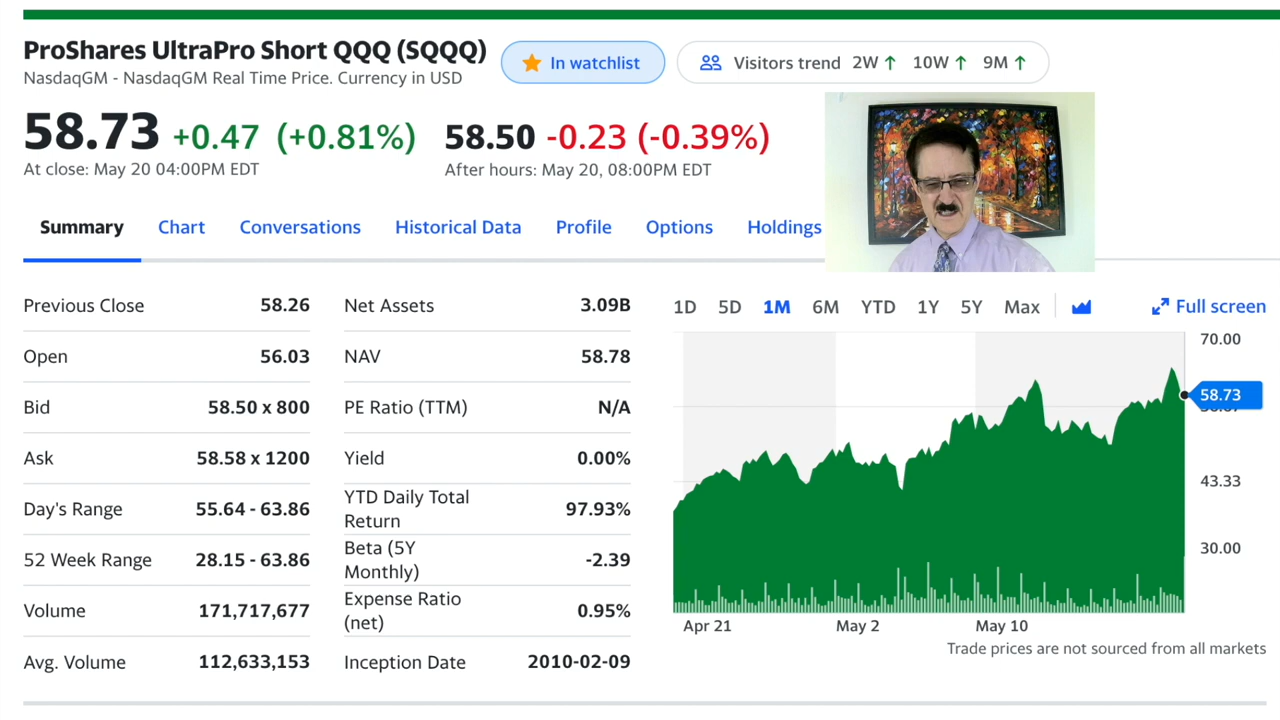 ProShares UltraPro Short QQQ (SQQQ)
NasdaqGM - NasdaqGM Real Time Price. Currency in USD
In watchlist
Visitors trend 2W ↑ 10W ↑ 9M ↑
58.73 +0.47 (+0.81%)
At close: May 20 04:00PM EDT
58.50 -0.23 (-0.39%)
After hours: May 20, 08:00PM EDT
Summary Chart Conversations Historical Data Profile Options Holdings
Previous Close 58.26
Open 56.03
Bid 58.50 x 800
Ask 58.58 x 1200
Day's Range 55.64 - 63.86
52 Week Range 28.15 - 63.86
Volume 171,717,677
Avg. Volume 112,633,153
Net Assets 3.09B
NAV 58.78
PE Ratio (TTM) N/A
Yield 0.00%
YTD Daily Total
Return 97.93%
Beta (5Y
Monthly) -2.39
Expense Ratio
(net) 0.95%
Inception Date 2010-02-09
1D 5D 1M 6M YTD 1Y 5Y Max Full screen
70.00
58.73
43.33
30.00
Apr 21 May 2 May 10
Trade prices are not sourced from all markets